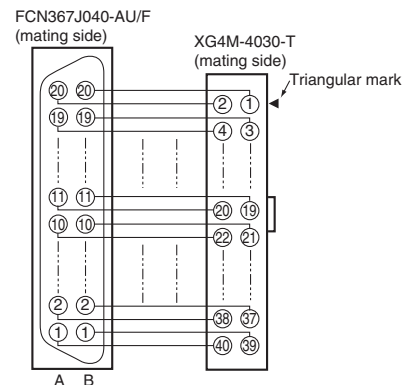 FCN367J040-AU/F
(mating side)
XG4M-4030-T
(mating side)
Triangular mark
20 20
2 1
19 19
4 3
11 11
20 19
10 10
22 21
2 2
38 37
1 1
40 39
A B